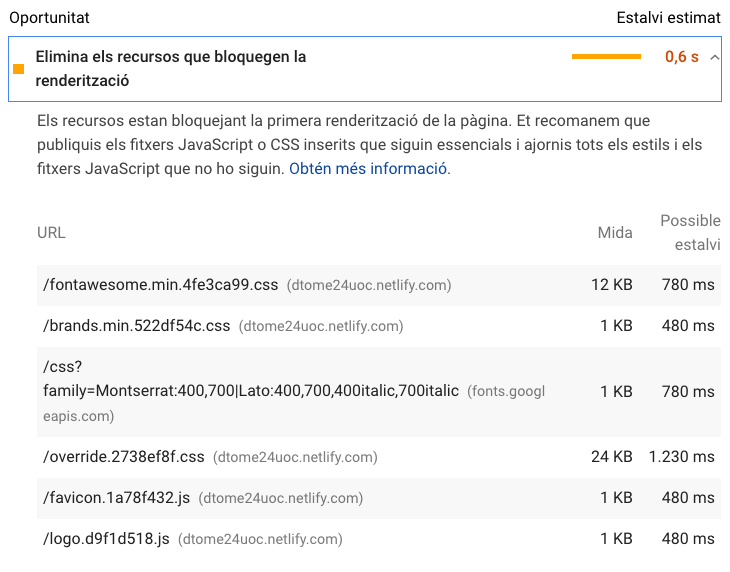 Oportunitat Estalvi estimat
Elimina els recursos que bloquegen la 0,6 s
renderització
Els recursos estan bloquejant la primera renderització de la pàgina. Et recomanem que
publiquis els fitxers JavaScript o CSS inserits que siguin essencials i ajornis tots els estils i els
fitxers JavaScript que no ho siguin. Obtén més informació.
URL Mida Possible
estalvi
/fontawesome.min.4fe3ca99.css (dtome24uoc.netlify.com) 12 KB 780 ms
/brands.min.522df54c.css (dtome24uoc.netlify.com) 1 KB 480 ms
/css?
family=Montserrat:400,700|Lato:400,700,400italic,700italic (fonts.googl 1 KB 780 ms
eapis.com)
/override.2738ef8f.css (dtome24uoc.netlify.com) 24 KB 1.230 ms
/favicon.1a78f432.js (dtome24uoc.netlify.com) 1 KB 480 ms
/logo.d9f1d518.js (dtome24uoc.netlify.com) 1 KB 480 ms